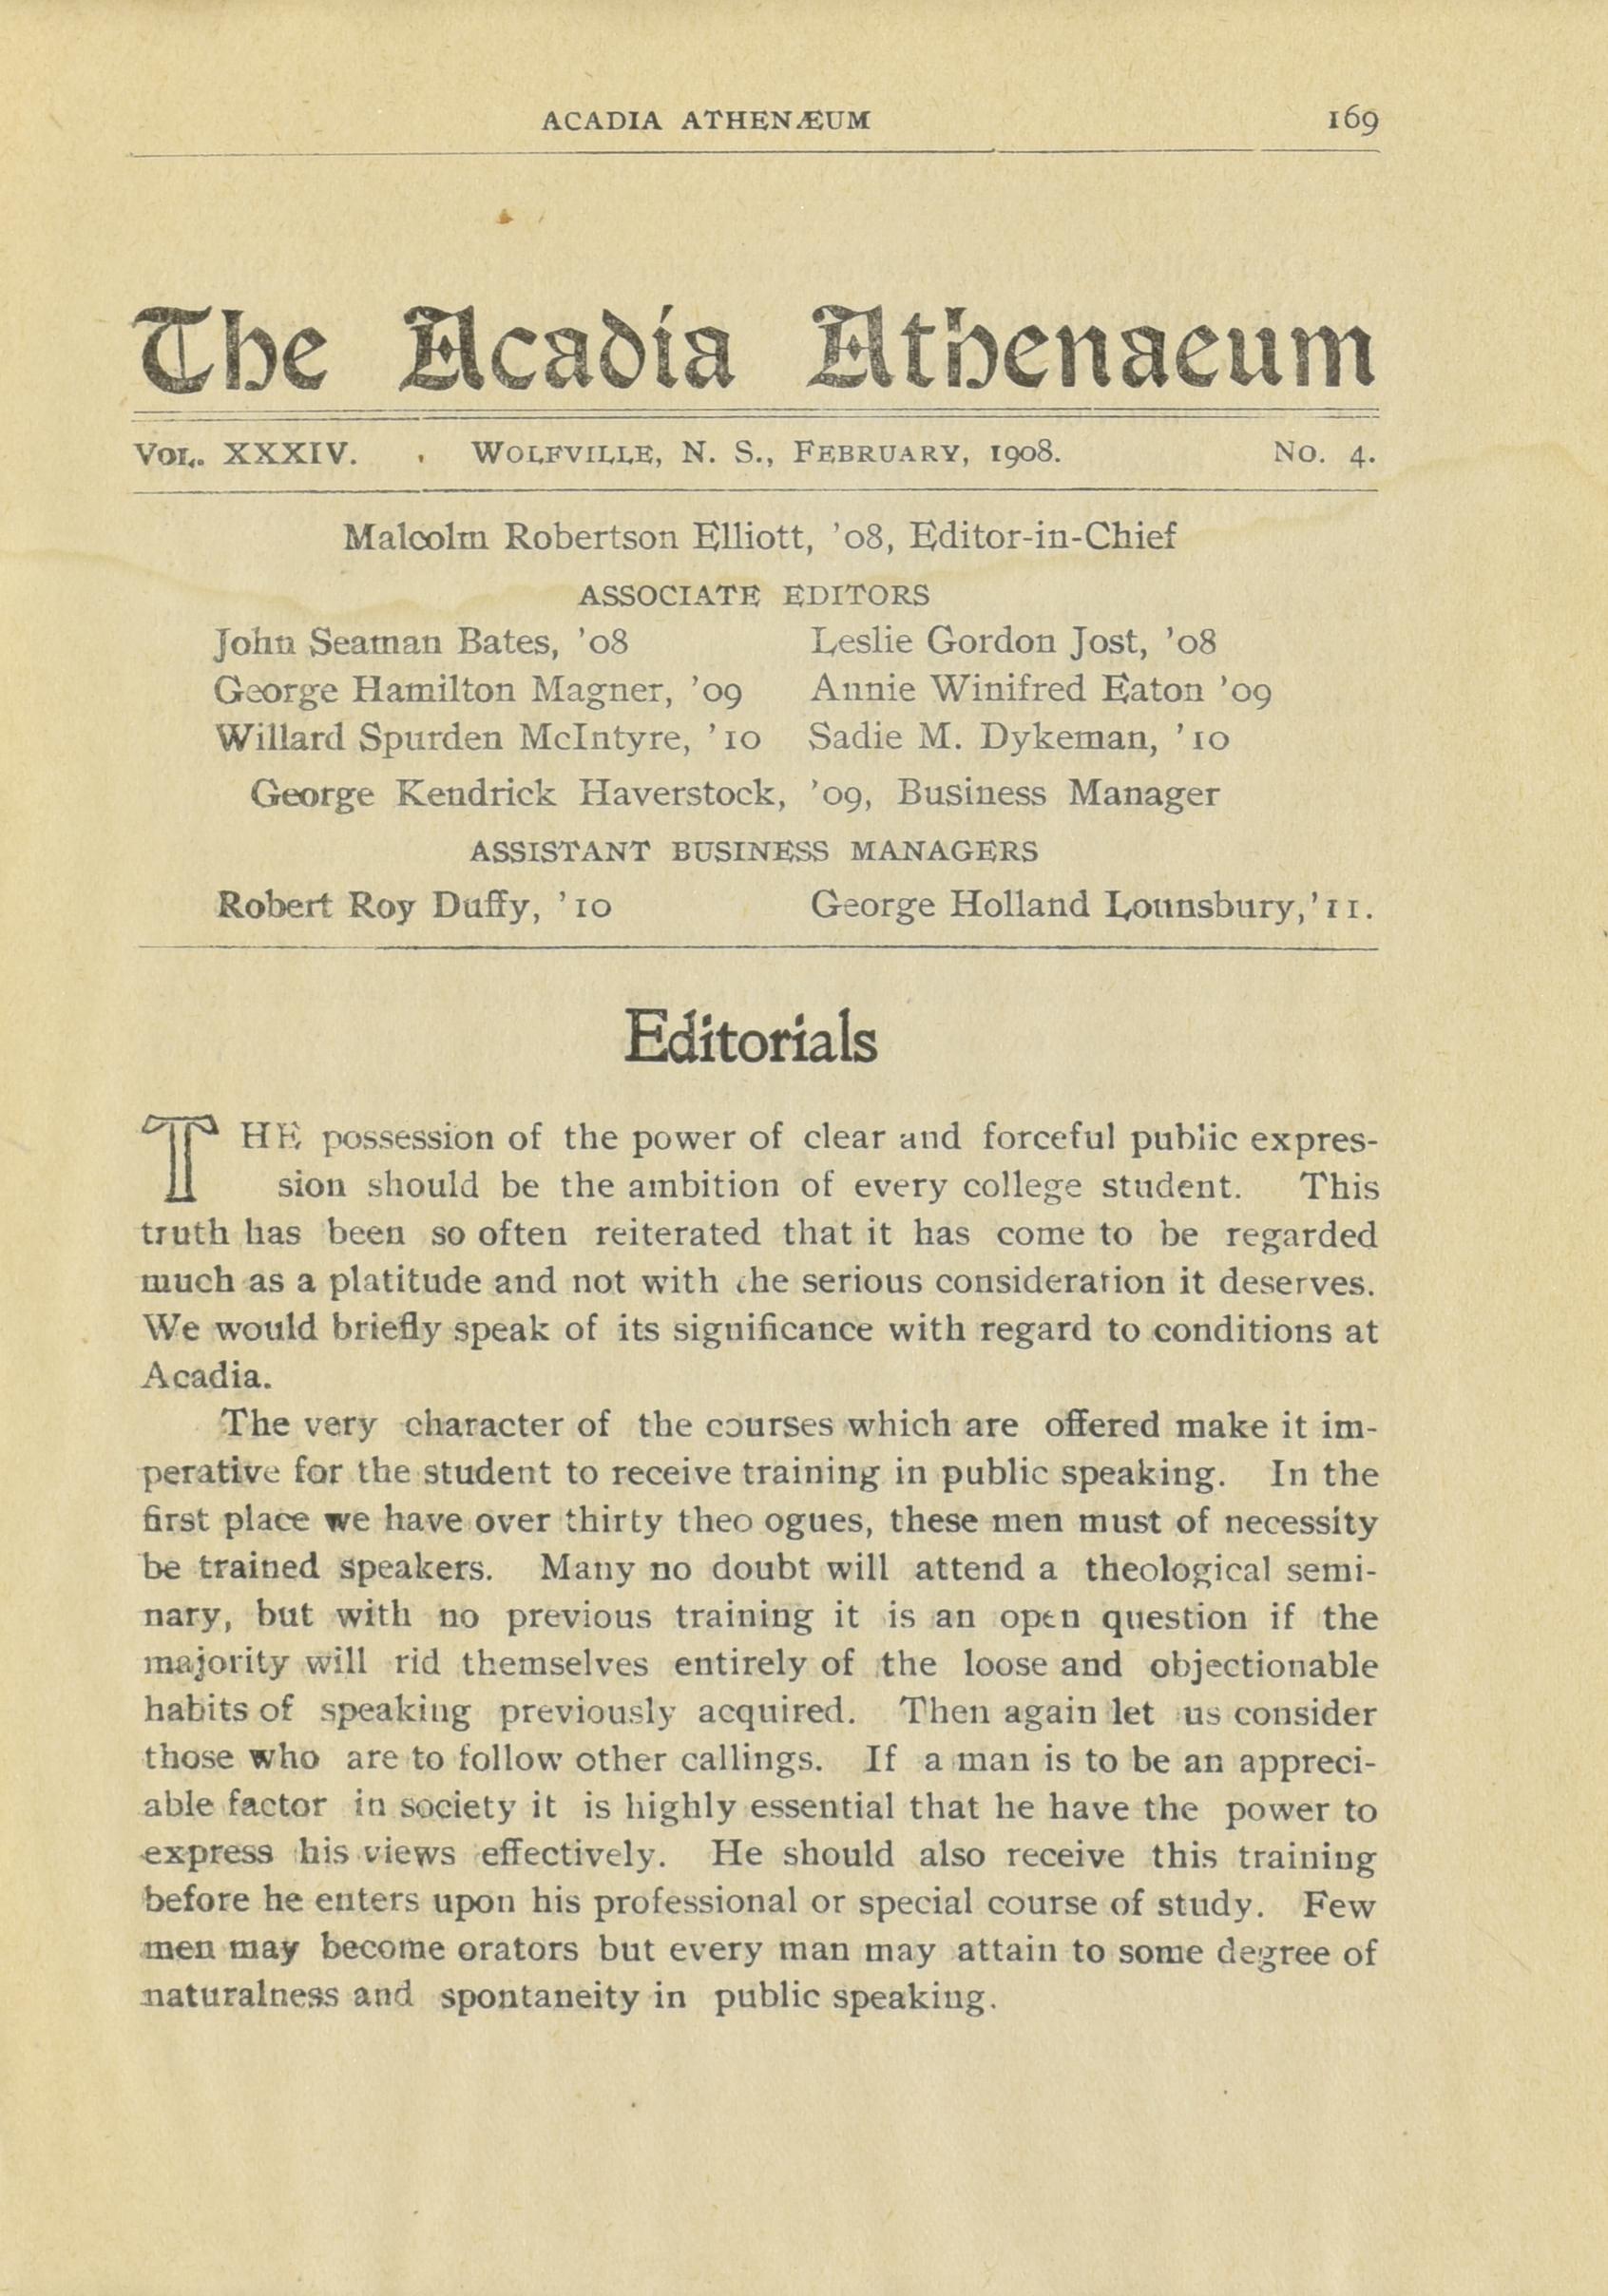 ACADIA ATHENÆUM 169
The Acadia Athenaeum
VOL. XXXIV. WOLFVILLE, N. S., FEBRUARY, 1908. No. 4.
Malcolm Robertson Elliott, '08, Editor-in-Chief
ASSOCIATE EDITORS
John Seaman Bates, '08 Leslie Gordon Jost, '08
George Hamilton Magner, '09 Annie Winifred Eaton '09
Willard Spurden McIntyre, '10 Sadie M. Dykeman, '10
George Kendrick Haverstock, '09, Business Manager
ASSISTANT BUSINESS MANAGERS
Robert Roy Duffy, '10 George Holland Lounsbury,'11.
Editorials
THE possession of the power of clear and forceful public expres-
sion should be the ambition of every college student. This
truth has been so often reiterated that it has come to be regarded
much as a platitude and not with the serious consideration it deserves.
We would briefly speak of its significance with regard to conditions at
Acadia.
The very character of the courses which are offered make it im-
perative for the student to receive training in public speaking. In the
first place we have over thirty theo ogues, these men must of necessity
be trained speakers. Many no doubt will attend a theological semi-
nary, but with no previous training it is an open question if the
majority will rid themselves entirely of the loose and objectionable
habits of speaking previously acquired. Then again let us consider
those who are to follow other callings. If a man is to be an appreci-
able factor in society it is highly essential that he have the power to
express his views effectively. He should also receive this training
before he enters upon his professional or special course of study. Few
men may become orators but every man may attain to some degree of
naturalness and spontaneity in public speaking.